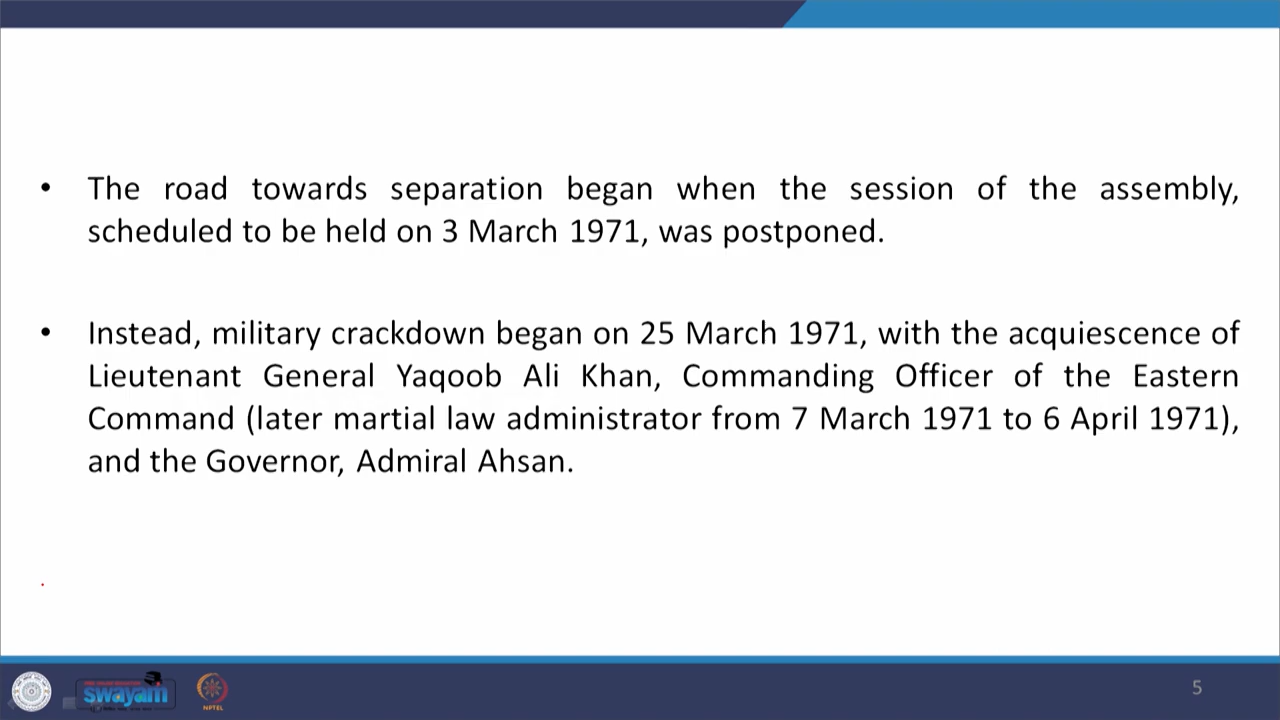 • The road towards separation began when the session of the assembly,
scheduled to be held on 3 March 1971, was postponed.
• Instead, military crackdown began on 25 March 1971, with the acquiescence of
Lieutenant General Yaqoob Ali Khan, Commanding Officer of the Eastern
Command (later martial law administrator from 7 March 1971 to 6 April 1971),
and the Governor, Admiral Ahsan.
swayam
NPTEL
5